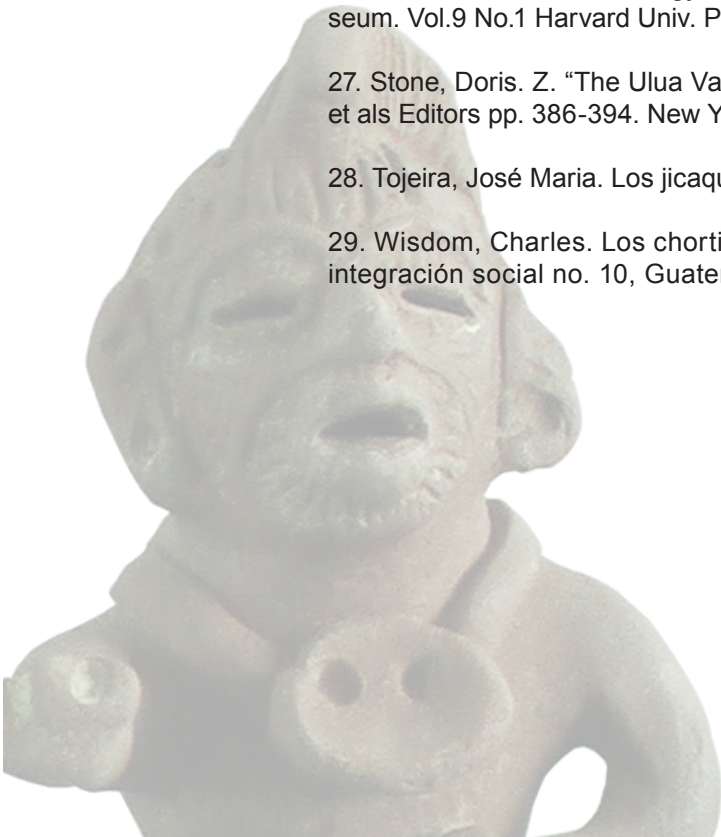 seum. Vol.9 No.1 Harvard Univ. P
27. Stone, Doris. Z. “The Ulua Va
et als Editors pp. 386-394. New Y
28. Tojeira, José Maria. Los jicaqu
29. Wisdom, Charles. Los chorti
integración social no. 10, Guate